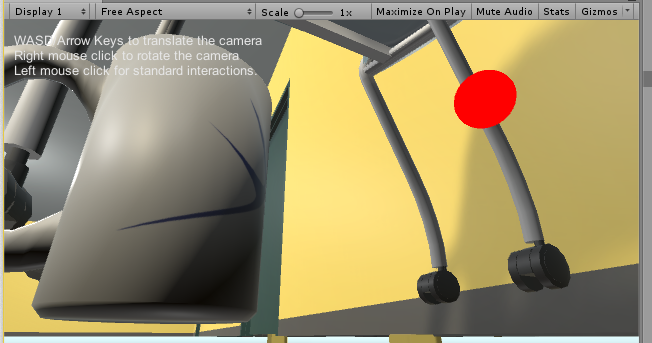 Display 1 Free Aspect Scale 1x Maximize On Play Mute Audio Stats Gizmos
WASD Arrow Keys to translate the camera
Right mouse click to rotate the camera
Left mouse click for standard interactions.